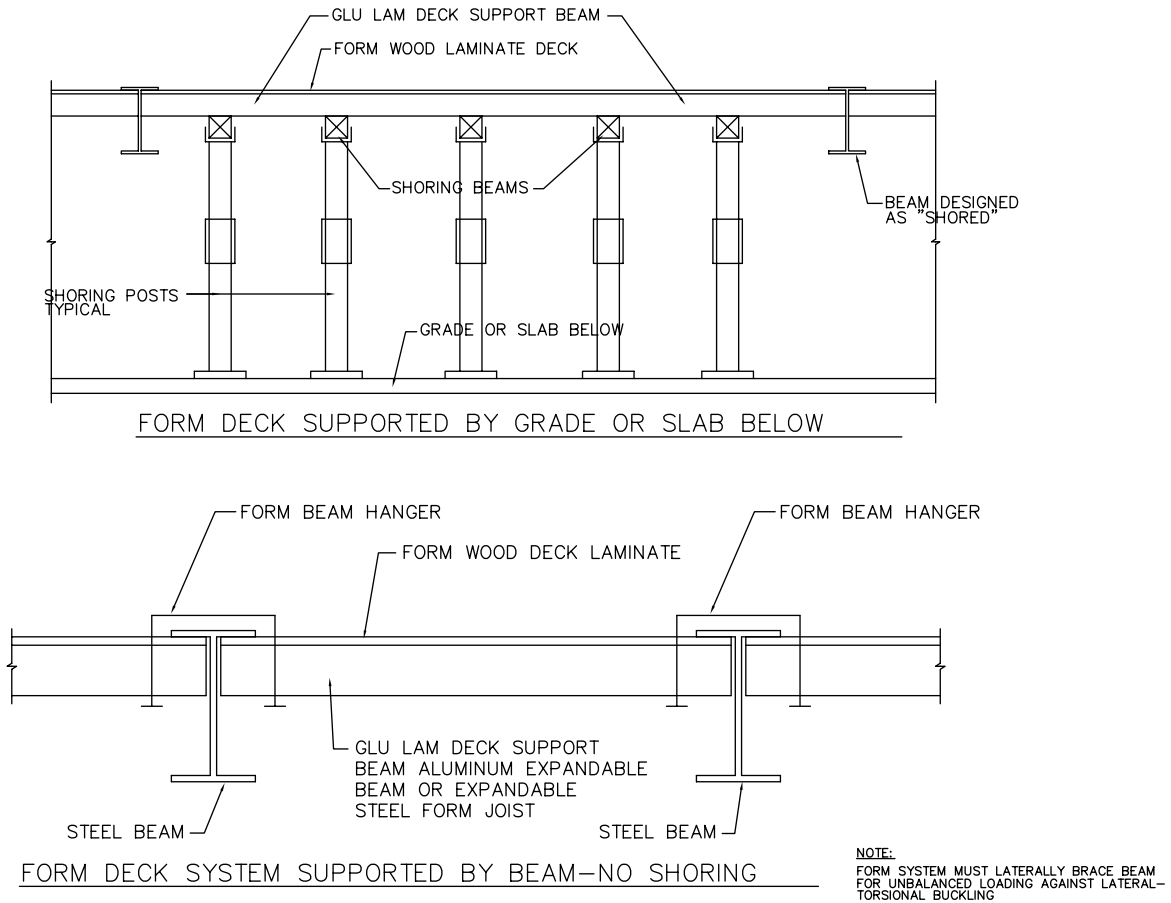 GLU LAM DECK SUPPORT BEAM
FORM WOOD LAMINATE DECK
SHORING BEAMS
BEAM DESIGNED
AS "SHORED"
SHORING POSTS
TYPICAL
GRADE OR SLAB BELOW
FORM DECK SUPPORTED BY GRADE OR SLAB BELOW
FORM BEAM HANGER
FORM BEAM HANGER
FORM WOOD DECK LAMINATE
GLU LAM DECK SUPPORT
BEAM ALUMINUM EXPANDABLE
BEAM OR EXPANDABLE
STEEL FORM JOIST
STEEL BEAM
STEEL BEAM
FORM DECK SYSTEM SUPPORTED BY BEAM-NO SHORING
NOTE:
FORM SYSTEM MUST LATERALLY BRACE BEAM
FOR UNBALANCED LOADING AGAINST LATERAL-
TORSIONAL BUCKLING